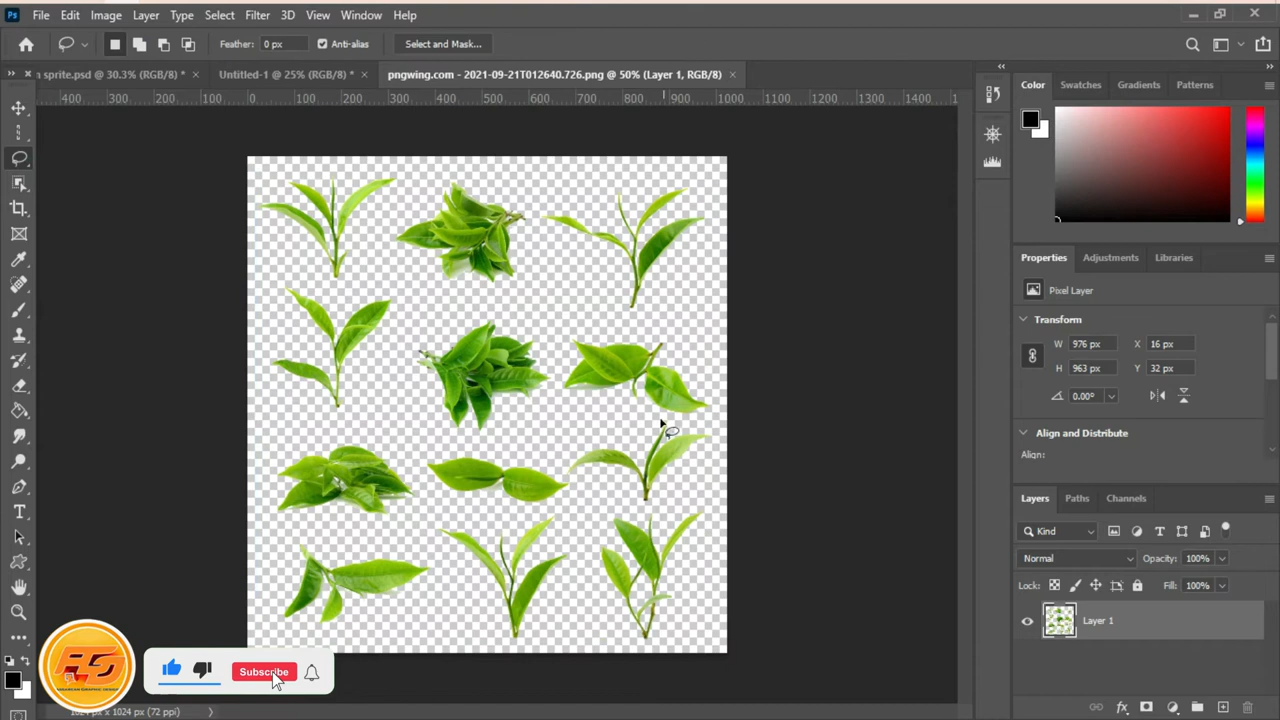 Ps File Edit Image Layer Type Select Filter 3D View Window Help
Feather: 0 px Anti-alias Select and Mask...
n sprite.psd @ 30.3% (RGB/8) * × Untitled-1 @ 25% (RGB/8) * × pngwing.com - 2021-09-21T012640.726.png @ 50% (Layer 1, RGB/8) ×
400 300 200 100 0 100 200 300 400 500 600 700 800 900 1000 1100 1200 1300 1400
Color Swatches Gradients Patterns
Properties Adjustments Libraries
Pixel Layer
Transform
W 976 px X 16 px
H 963 px Y 32 px
0.00°
Align and Distribute
Align:
Layers Paths Channels
Kind
Normal Opacity: 100%
Lock: Fill: 100%
Layer 1
Subscribe
1024 px x 1024 px (72 ppi)